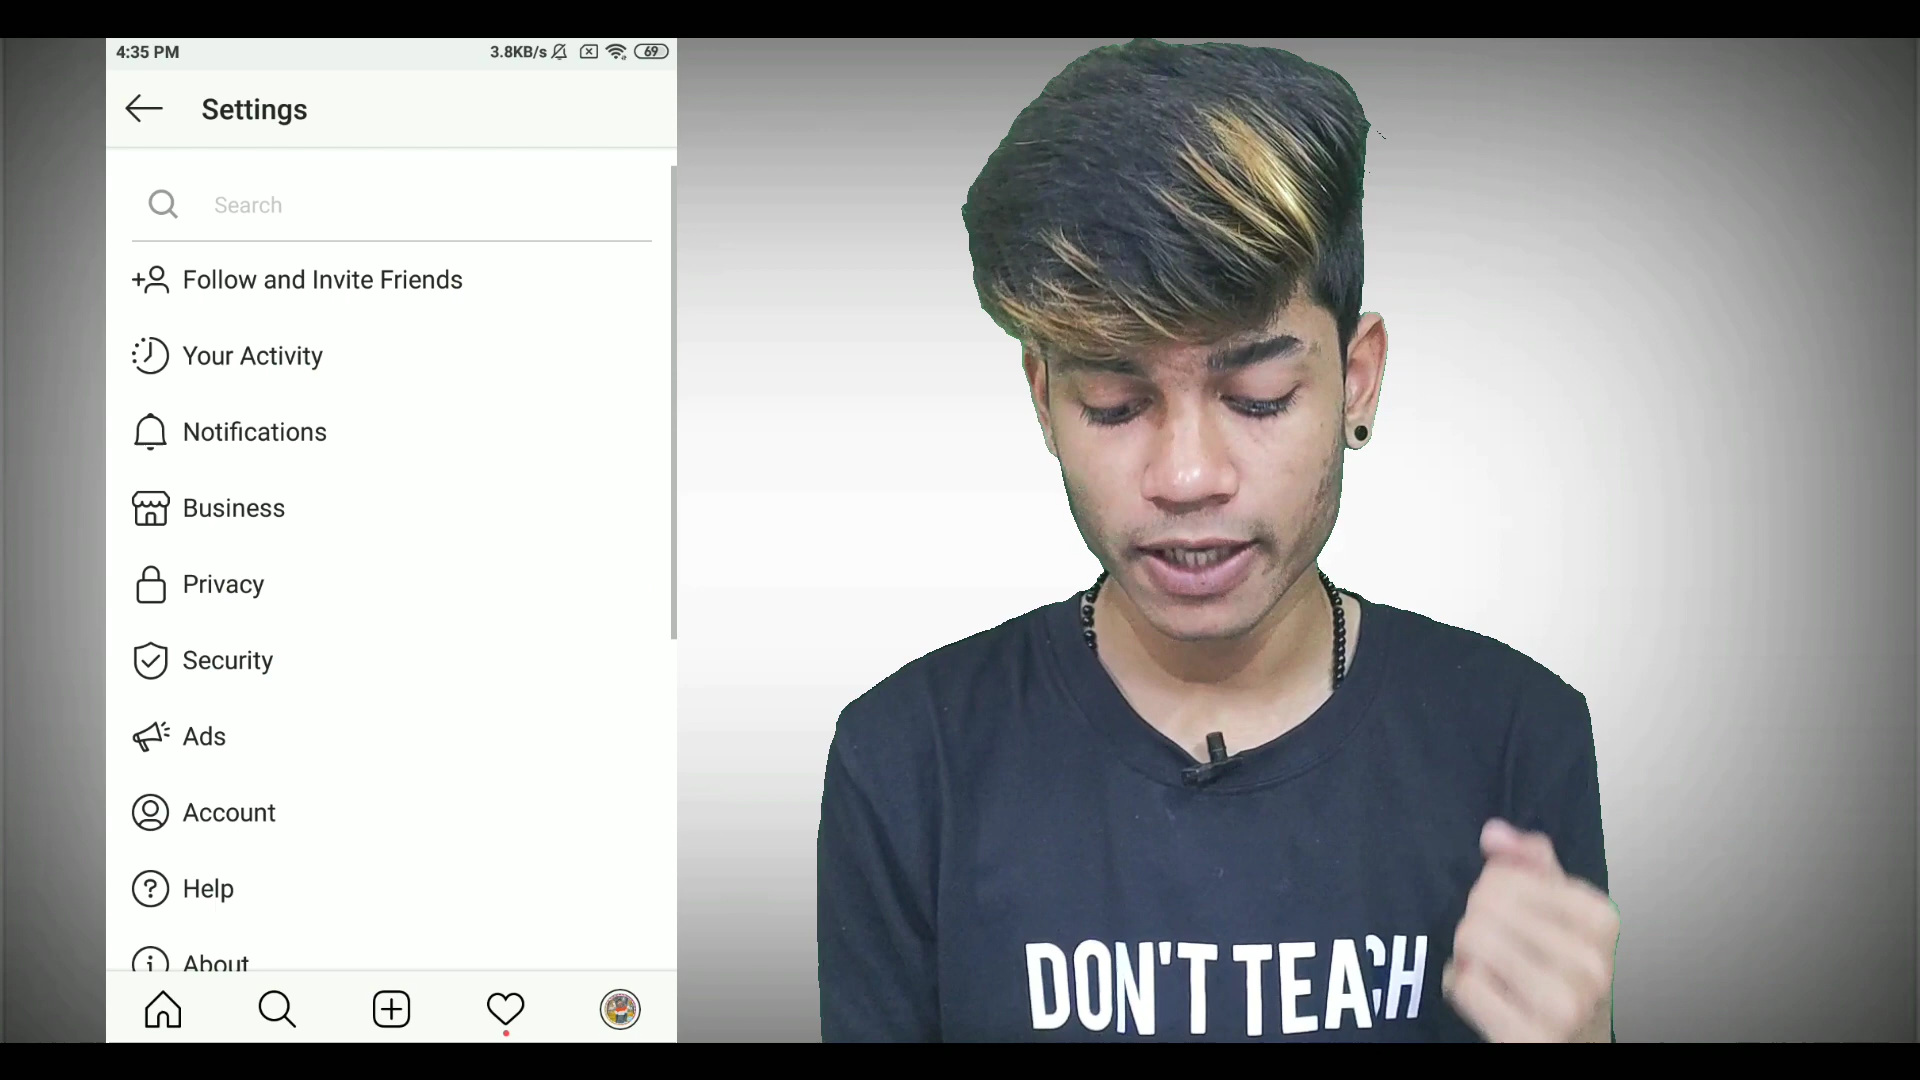 4:35 PM
3.8KB/s
69
Settings
Search
Follow and Invite Friends
Your Activity
Notifications
Business
Privacy
Security
Ads
Account
Help
About
DON'T TEACH